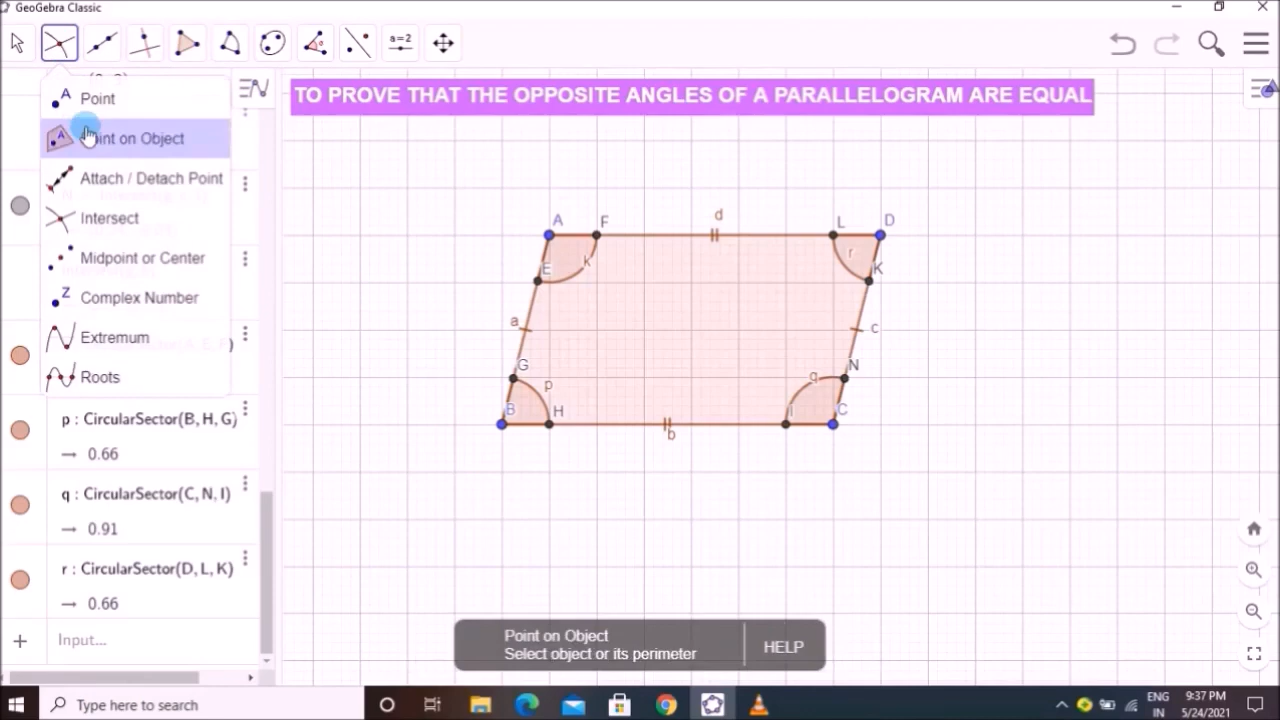 GeoGebra Classic
a=2
Point
Point on Object
Attach / Detach Point
Intersect
Midpoint or Center
Complex Number
Extremum
Roots
p : CircularSector(B, H, G)
→ 0.66
q : CircularSector(C, N, I)
→ 0.91
r : CircularSector(D, L, K)
→ 0.66
+ Input...
TO PROVE THAT THE OPPOSITE ANGLES OF A PARALLELOGRAM ARE EQUAL
A F d L D
k r
E K
a c
G N
p q
B H I C
b
Point on Object
Select object or its perimeter
HELP
Type here to search
ENG
IN
9:37 PM
5/24/2021